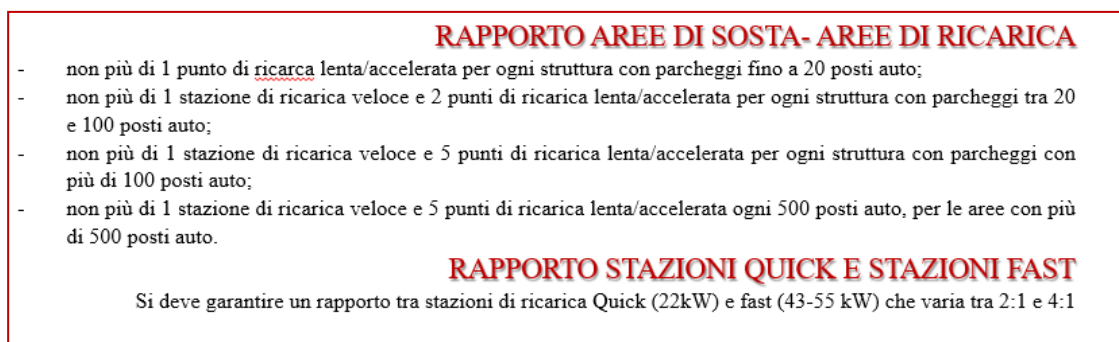 RAPPORTO AREE DI SOSTA- AREE DI RICARICA
- non più di 1 punto di ricarca lenta/accelerata per ogni struttura con parcheggi fino a 20 posti auto;
- non più di 1 stazione di ricarica veloce e 2 punti di ricarica lenta/accelerata per ogni struttura con parcheggi tra 20
e 100 posti auto;
- non più di 1 stazione di ricarica veloce e 5 punti di ricarica lenta/accelerata per ogni struttura con parcheggi con
più di 100 posti auto;
- non più di 1 stazione di ricarica veloce e 5 punti di ricarica lenta/accelerata ogni 500 posti auto, per le aree con più
di 500 posti auto.
RAPPORTO STAZIONI QUICK E STAZIONI FAST
Si deve garantire un rapporto tra stazioni di ricarica Quick (22kW) e fast (43-55 kW) che varia tra 2:1 e 4:1